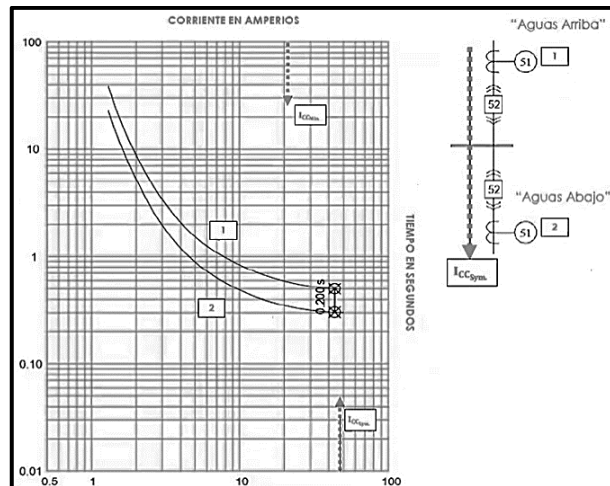 CORRIENTE EN AMPERIOS
100
10
1
0.10
0.01
0.5
1
10
100
ICCMin.
1
2
0.200 s
ICCSym.
TIEMPO EN SEGUNDOS
"Aguas Arriba"
51
1
52
52
"Aguas Abajo"
51
2
ICCSym.